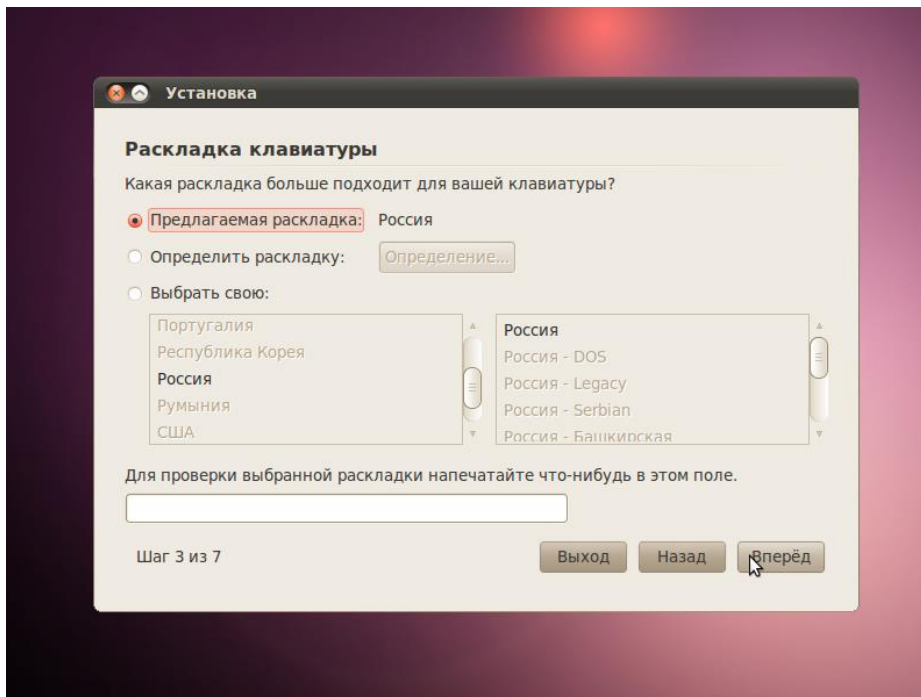 Установка
Раскладка клавиатуры
Какая раскладка больше подходит для вашей клавиатуры?
Предлагаемая раскладка: Россия
Определить раскладку: Определение...
Выбрать свою:
Португалия
Республика Корея
Россия
Румыния
США
Россия
Россия - DOS
Россия - Legacy
Россия - Serbian
Россия - Башкирская
Для проверки выбранной раскладки напечатайте что-нибудь в этом поле.
Шаг 3 из 7 Выход Назад Вперёд